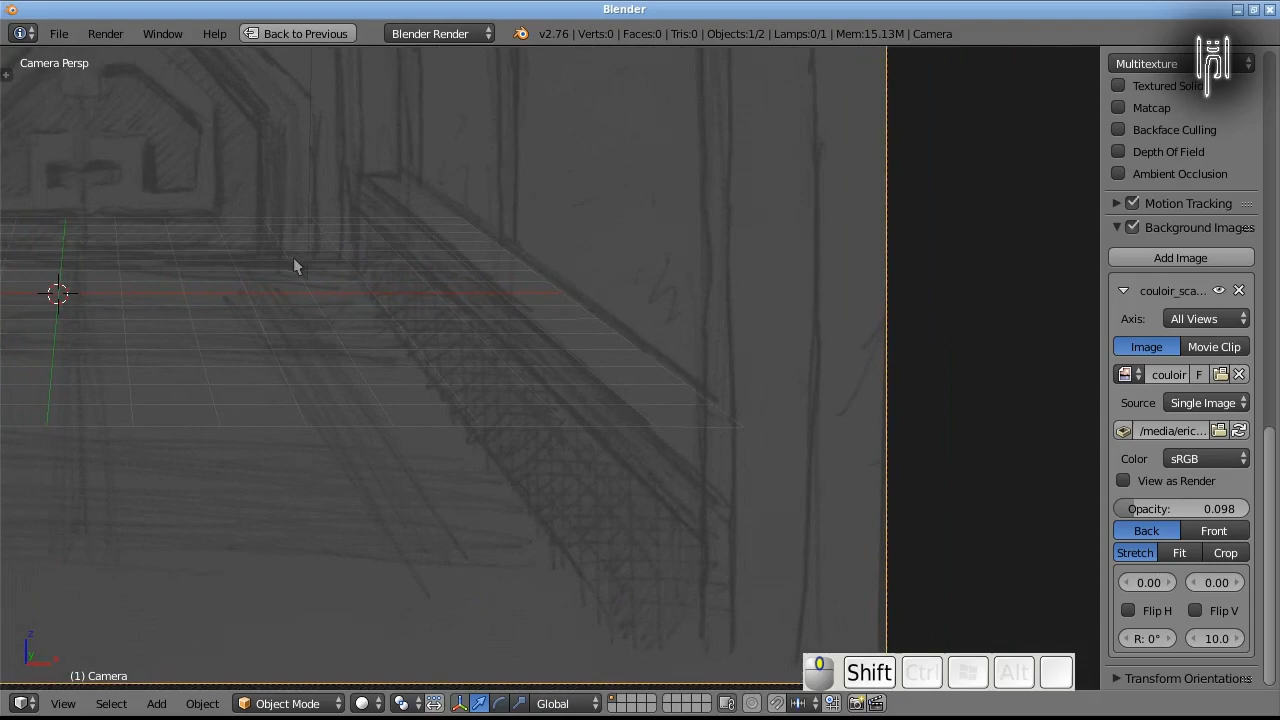 Blender
File Render Window Help Back to Previous Blender Render v2.76 | Verts:0 | Faces:0 | Tris:0 | Objects:1/2 | Lamps:0/1 | Mem:15.13M | Camera
Camera Persp
Multitexture
Textured Solid
Matcap
Backface Culling
Depth Of Field
Ambient Occlusion
Motion Tracking
Background Images
Add Image
couloir_sca...
Axis: All Views
Image Movie Clip
couloir F
Source Single Image
/media/eric...
Color sRGB
View as Render
Opacity: 0.098
Back Front
Stretch Fit Crop
0.00 0.00
Flip H Flip V
R: 0° 10.0
Transform Orientations
z
y
x
(1) Camera
Shift Ctrl Alt
View Select Add Object Object Mode Global